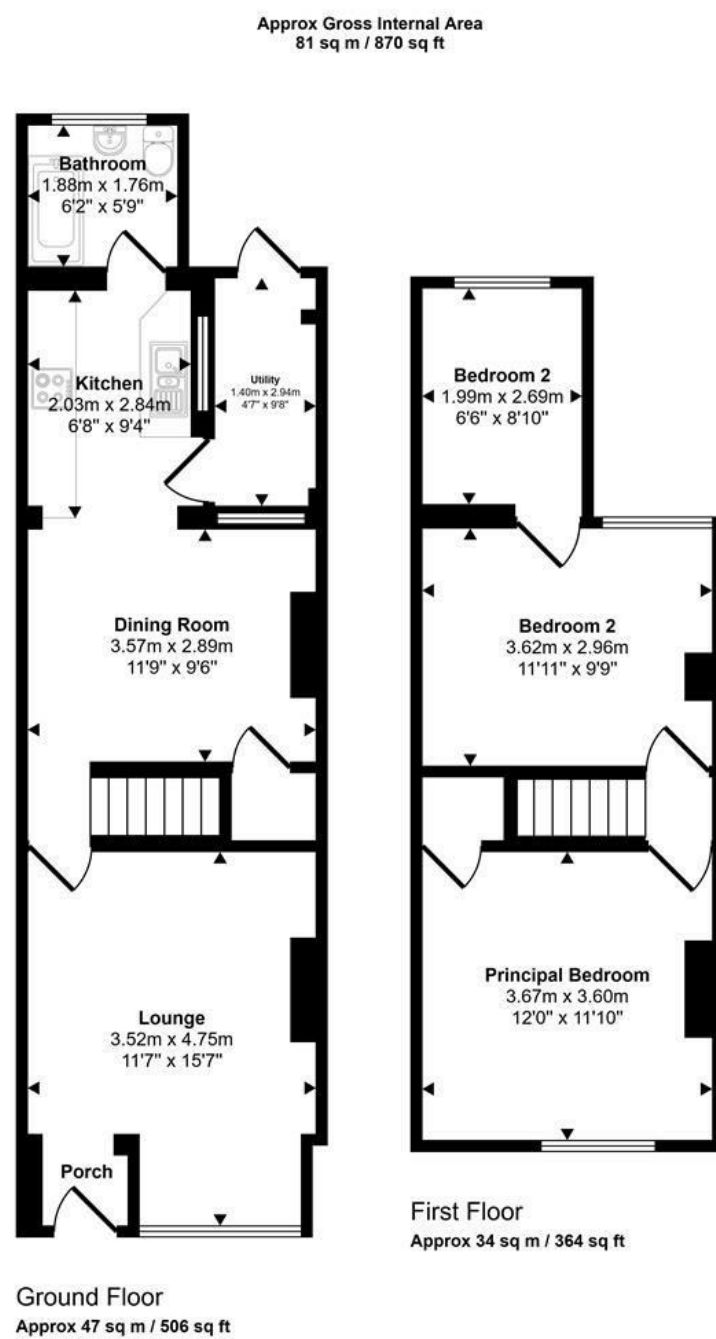 Approx Gross Internal Area
81 sq m / 870 sq ft
Bathroom
1.88m x 1.76m
6'2" x 5'9"
Kitchen
2.03m x 2.84m
6'8" x 9'4"
Utility
1.40m x 2.94m
4'7" x 9'8"
Dining Room
3.57m x 2.89m
11'9" x 9'6"
Lounge
3.52m x 4.75m
11'7" x 15'7"
Porch
Ground Floor
Approx 47 sq m / 506 sq ft
Bedroom 2
1.99m x 2.69m
6'6" x 8'10"
Bedroom 2
3.62m x 2.96m
11'11" x 9'9"
Principal Bedroom
3.67m x 3.60m
12'0" x 11'10"
First Floor
Approx 34 sq m / 364 sq ft